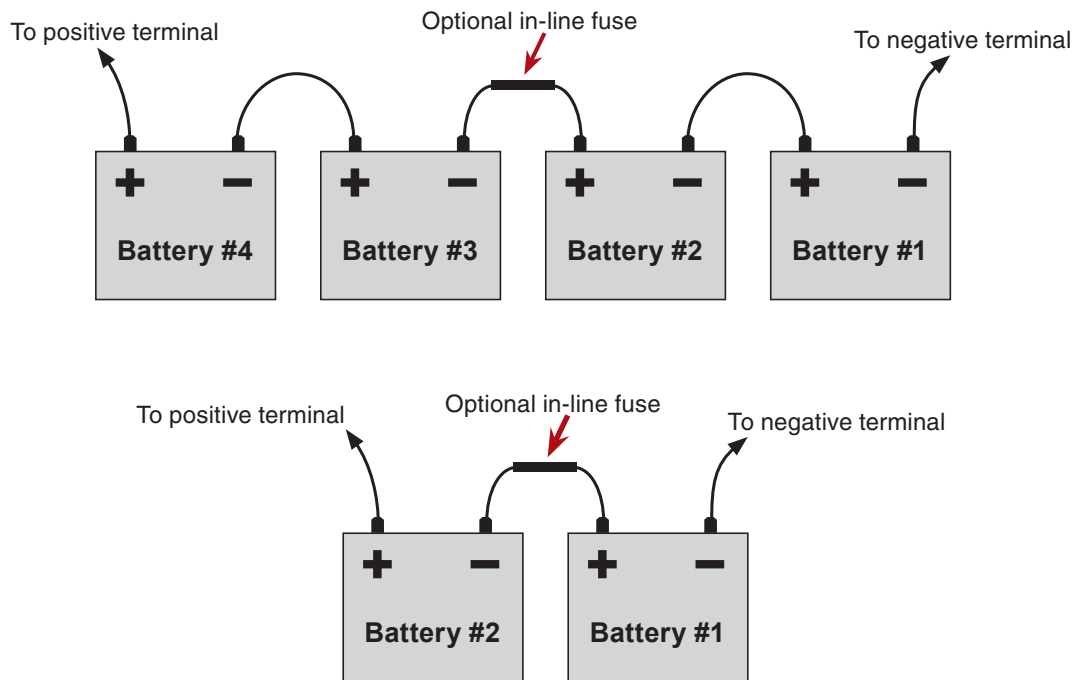 Optional in-line fuse
To positive terminal
To negative terminal
+ − + − + − + −
Battery #4 Battery #3 Battery #2 Battery #1
Optional in-line fuse
To positive terminal
To negative terminal
+ − + −
Battery #2 Battery #1